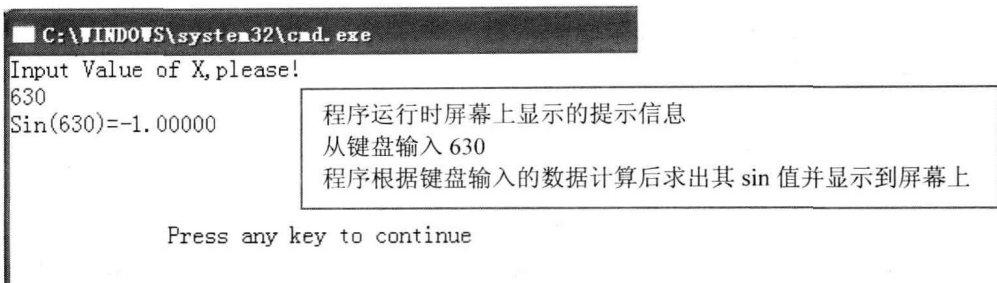 C:\WINDOWS\system32\cmd.exe
Input Value of X,please!
630
Sin(630)=-1.00000
程序运行时屏幕上显示的提示信息
从键盘输入 630
程序根据键盘输入的数据计算后求出其 sin 值并显示到屏幕上
Press any key to continue